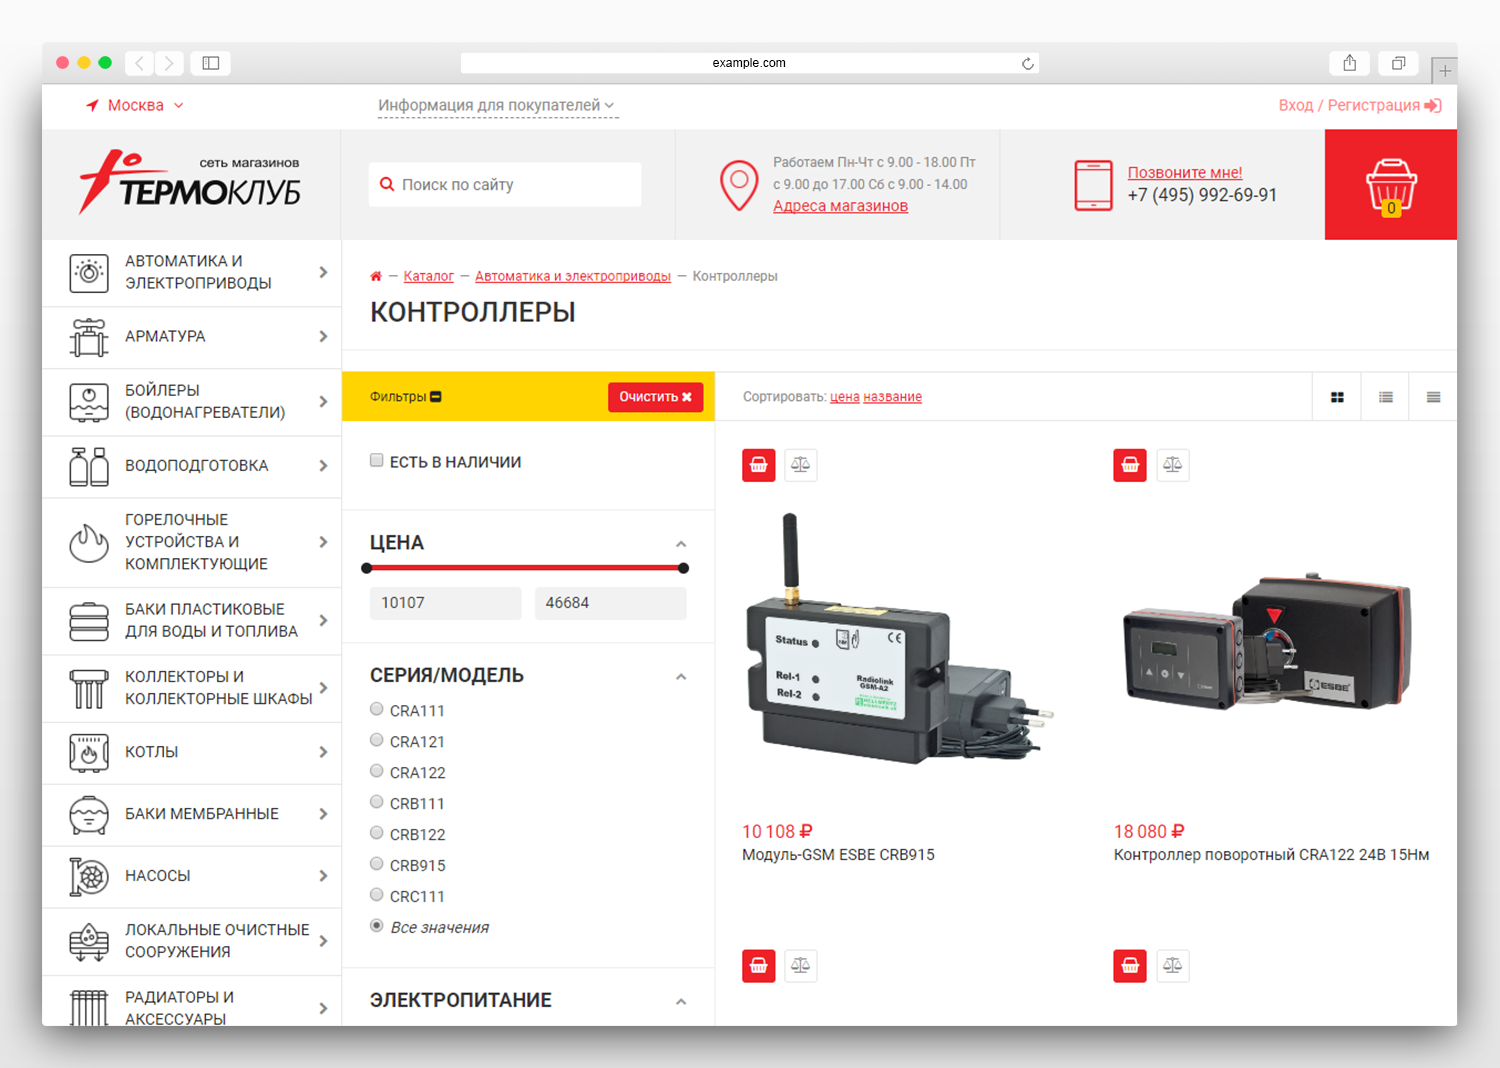 example.com
Москва
Информация для покупателей
Вход / Регистрация
сеть магазинов
ТЕРМОКЛУБ
Поиск по сайту
Работаем Пн-Чт с 9.00 - 18.00 Пт
с 9.00 до 17.00 Сб с 9.00 - 14.00
Адреса магазинов
Позвоните мне!
+7 (495) 992-69-91
0
АВТОМАТИКА И
ЭЛЕКТРОПРИВОДЫ
АРМАТУРА
БОЙЛЕРЫ
(ВОДОНАГРЕВАТЕЛИ)
ВОДОПОДГОТОВКА
ГОРЕЛОЧНЫЕ
УСТРОЙСТВА И
КОМПЛЕКТУЮЩИЕ
БАКИ ПЛАСТИКОВЫЕ
ДЛЯ ВОДЫ И ТОПЛИВА
КОЛЛЕКТОРЫ И
КОЛЛЕКТОРНЫЕ ШКАФЫ
КОТЛЫ
БАКИ МЕМБРАННЫЕ
НАСОСЫ
ЛОКАЛЬНЫЕ ОЧИСТНЫЕ
СООРУЖЕНИЯ
РАДИАТОРЫ И
АКСЕССУАРЫ
— Каталог — Автоматика и электроприводы — Контроллеры
КОНТРОЛЛЕРЫ
Фильтры
Очистить
ЕСТЬ В НАЛИЧИИ
ЦЕНА
10107
46684
СЕРИЯ/МОДЕЛЬ
CRA111
CRA121
CRA122
CRB111
CRB122
CRB915
CRC111
Все значения
ЭЛЕКТРОПИТАНИЕ
Сортировать: цена название
Status
CE
Rel-1
Rel-2
Radiolink
GSM-A2
10 108 ₽
Модуль-GSM ESBE CRB915
ESBE
18 080 ₽
Контроллер поворотный CRA122 24В 15Нм